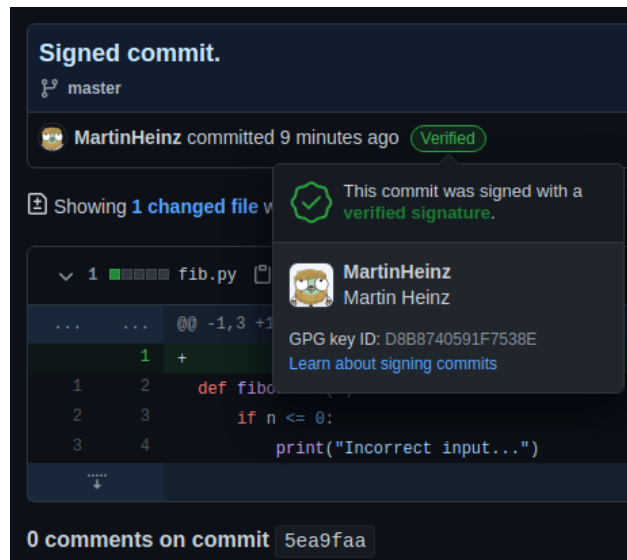 Signed commit.
master
MartinHeinz committed 9 minutes ago Verified
This commit was signed with a
verified signature.
Showing 1 changed file
MartinHeinz
Martin Heinz
GPG key ID: D8B8740591F7538E
Learn about signing commits
1 fib.py
... ... @@ -1,3 +1
1 +
1 2 def
2 3 if n <= 0:
3 4 print("Incorrect input...")
0 comments on commit 5ea9faa